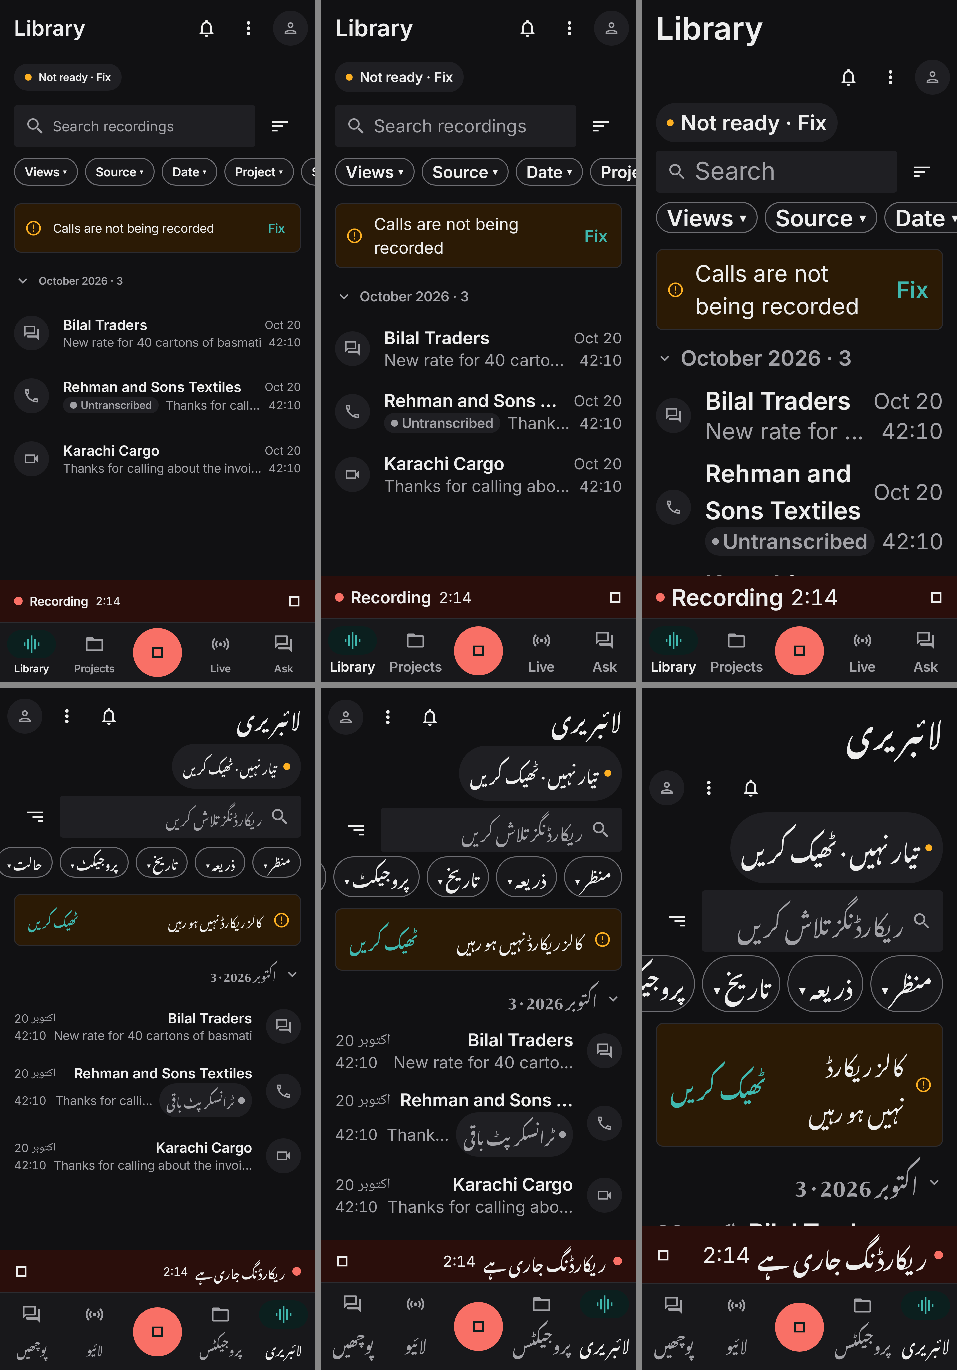 Library
Not ready · Fix
Search recordings
Views ▾ Source ▾ Date ▾ Project ▾
Calls are not being recorded Fix
October 2026 · 3
Bilal Traders Oct 20
New rate for 40 cartons of basmati 42:10
Rehman and Sons Textiles Oct 20
• Untranscribed Thanks for call... 42:10
Karachi Cargo Oct 20
Thanks for calling about the invoi... 42:10
Recording 2:14
Library Projects Live Ask
Library
Not ready · Fix
Search recordings
Views ▾ Source ▾ Date ▾ Proje
Calls are not being
recorded
Fix
October 2026 · 3
Bilal Traders Oct 20
New rate for 40 carto... 42:10
Rehman and Sons ... Oct 20
• Untranscribed Thank... 42:10
Karachi Cargo Oct 20
Thanks for calling abo... 42:10
Recording 2:14
Library Projects Live Ask
Library
Not ready · Fix
Search
Views ▾ Source ▾ Date ▾
Calls are not
being recorded
Fix
October 2026 · 3
Bilal Traders Oct 20
New rate for ... 42:10
Rehman and
Sons Textiles
Oct 20
• Untranscribed 42:10
Recording 2:14
Library Projects Live Ask
لائبریری
تیار نہیں · ٹھیک کریں
ریکارڈنگز تلاش کریں
منظر ▾ ذریعہ ▾ تاریخ ▾ پروجیکٹ ▾ حالت ▾
کالز ریکارڈ نہیں ہو رہیں ٹھیک کریں
اکتوبر 2026 · 3
Bilal Traders 20 اکتوبر
New rate for 40 cartons of basmati 42:10
Rehman and Sons Textiles 20 اکتوبر
• ٹرانسکرپٹ باقی Thanks for calli... 42:10
Karachi Cargo 20 اکتوبر
Thanks for calling about the invoi... 42:10
ریکارڈنگ جاری ہے 2:14
لائبریری پروجیکٹس لائیو پوچھیں
لائبریری
تیار نہیں · ٹھیک کریں
ریکارڈنگز تلاش کریں
منظر ▾ ذریعہ ▾ تاریخ ▾ پروجیکٹ ▾
کالز ریکارڈ نہیں ہو رہیں ٹھیک کریں
اکتوبر 2026 · 3
Bilal Traders 20 اکتوبر
New rate for 40 carto... 42:10
Rehman and Sons ... 20 اکتوبر
• ٹرانسکرپٹ باقی Thank... 42:10
Karachi Cargo 20 اکتوبر
Thanks for calling abo... 42:10
ریکارڈنگ جاری ہے 2:14
لائبریری پروجیکٹس لائیو پوچھیں
لائبریری
تیار نہیں · ٹھیک کریں
ریکارڈنگز تلاش کریں
منظر ▾ ذریعہ ▾ تاریخ ▾ پروجیک
کالز ریکارڈ
نہیں ہو رہیں
ٹھیک کریں
اکتوبر 2026 · 3
ریکارڈنگ جاری ہے 2:14
لائبریری پروجیکٹس لائیو پوچھیں